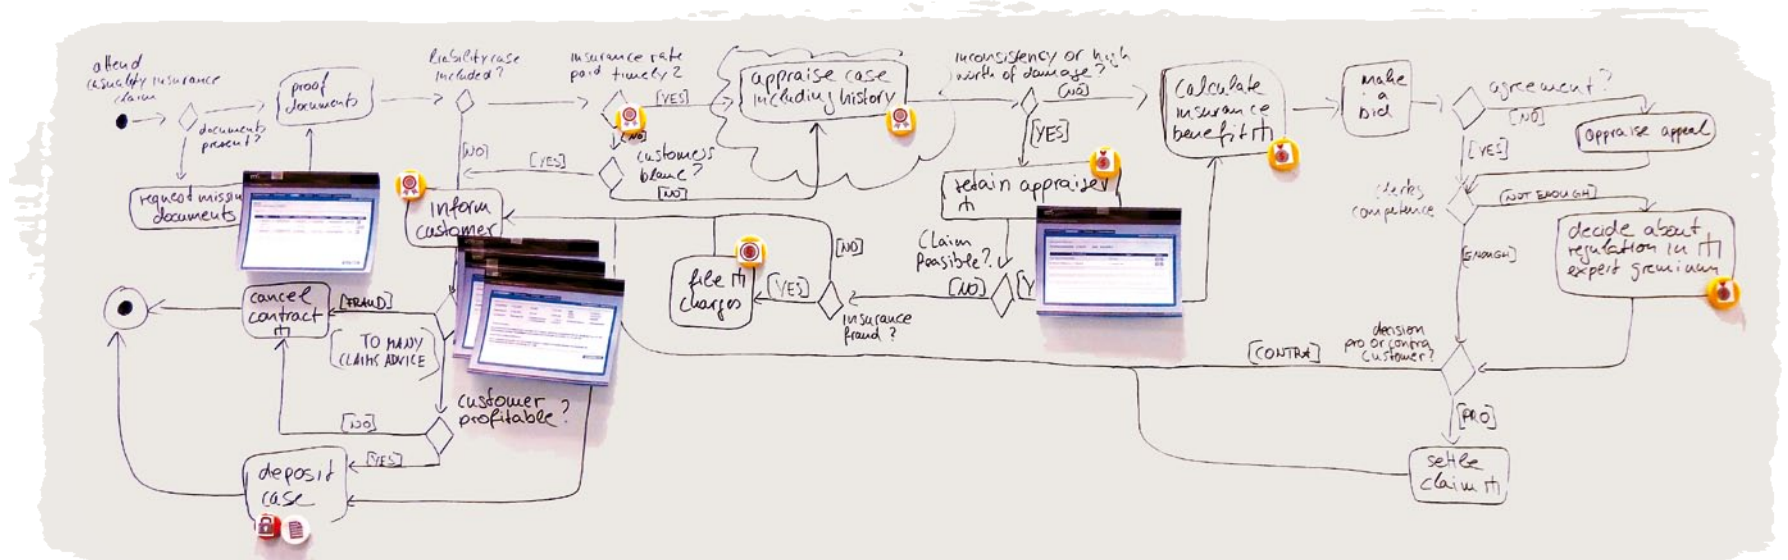 attend
casuality insurance
claim
documents
present?
proof
documents
request missin
documents
liability case
included?
[NO]
insurance rate
paid timely?
[YES]
[NO]
customers
blame?
[YES]
[NO]
appraise case
including history
inconsistency or high
worth of damage?
[NO]
[YES]
calculate
insurance
benefit
make
a
bid
agreement?
[NO]
[YES]
appraise appeal
clerks
competence
[NOT ENOUGH]
[ENOUGH]
decide about
regulation in
expert gremium
retain appraiser
claim
feasible?
[NO]
[Y
insurance
fraud?
[NO]
[YES]
file
charges
inform
customer
cancel
contract
[FRAUD]
[TO MANY
CLAIMS ADVICE]
customer
profitable?
[NO]
[YES]
deposit
case
decision
pro or contra
customer?
[CONTRA]
[PRO]
settle
claim